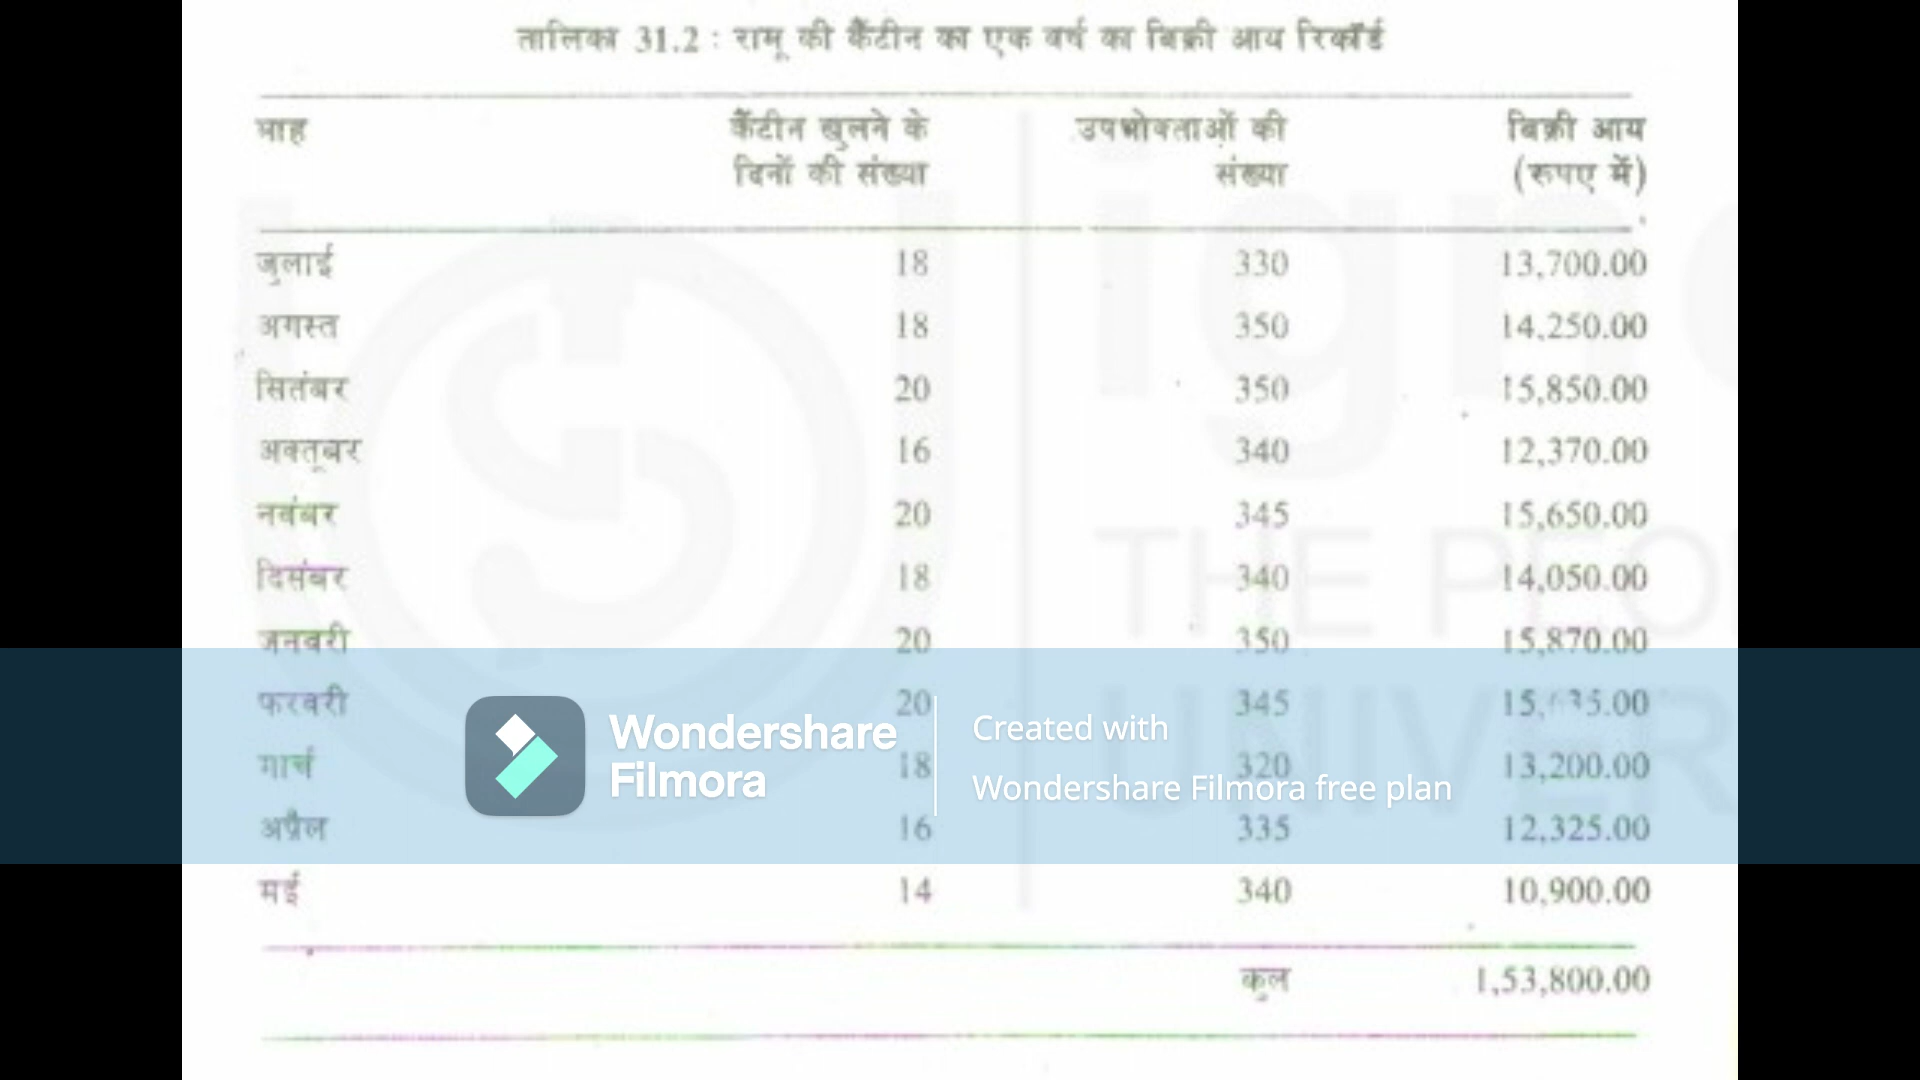 तालिका 31.2 : रामू की कैंटीन का एक वर्ष का बिक्री आय रिकॉर्ड
माह कैंटीन खुलने के दिनों की संख्या उपभोक्ताओं की संख्या बिक्री आय (रूपए में)
जुलाई 18 330 13,700.00
अगस्त 18 350 14,250.00
सितंबर 20 350 15,850.00
अक्तूबर 16 340 12,370.00
नवंबर 20 345 15,650.00
दिसंबर 18 340 14,050.00
जनवरी 20 350 15,870.00
फरवरी 20 345
मार्च 18 320 13,200.00
अप्रैल 16 335 12,325.00
मई 14 340 10,900.00
कुल 1,53,800.00
Wondershare Filmora
Created with
Wondershare Filmora free plan
ign
THE PEO
UNIVER